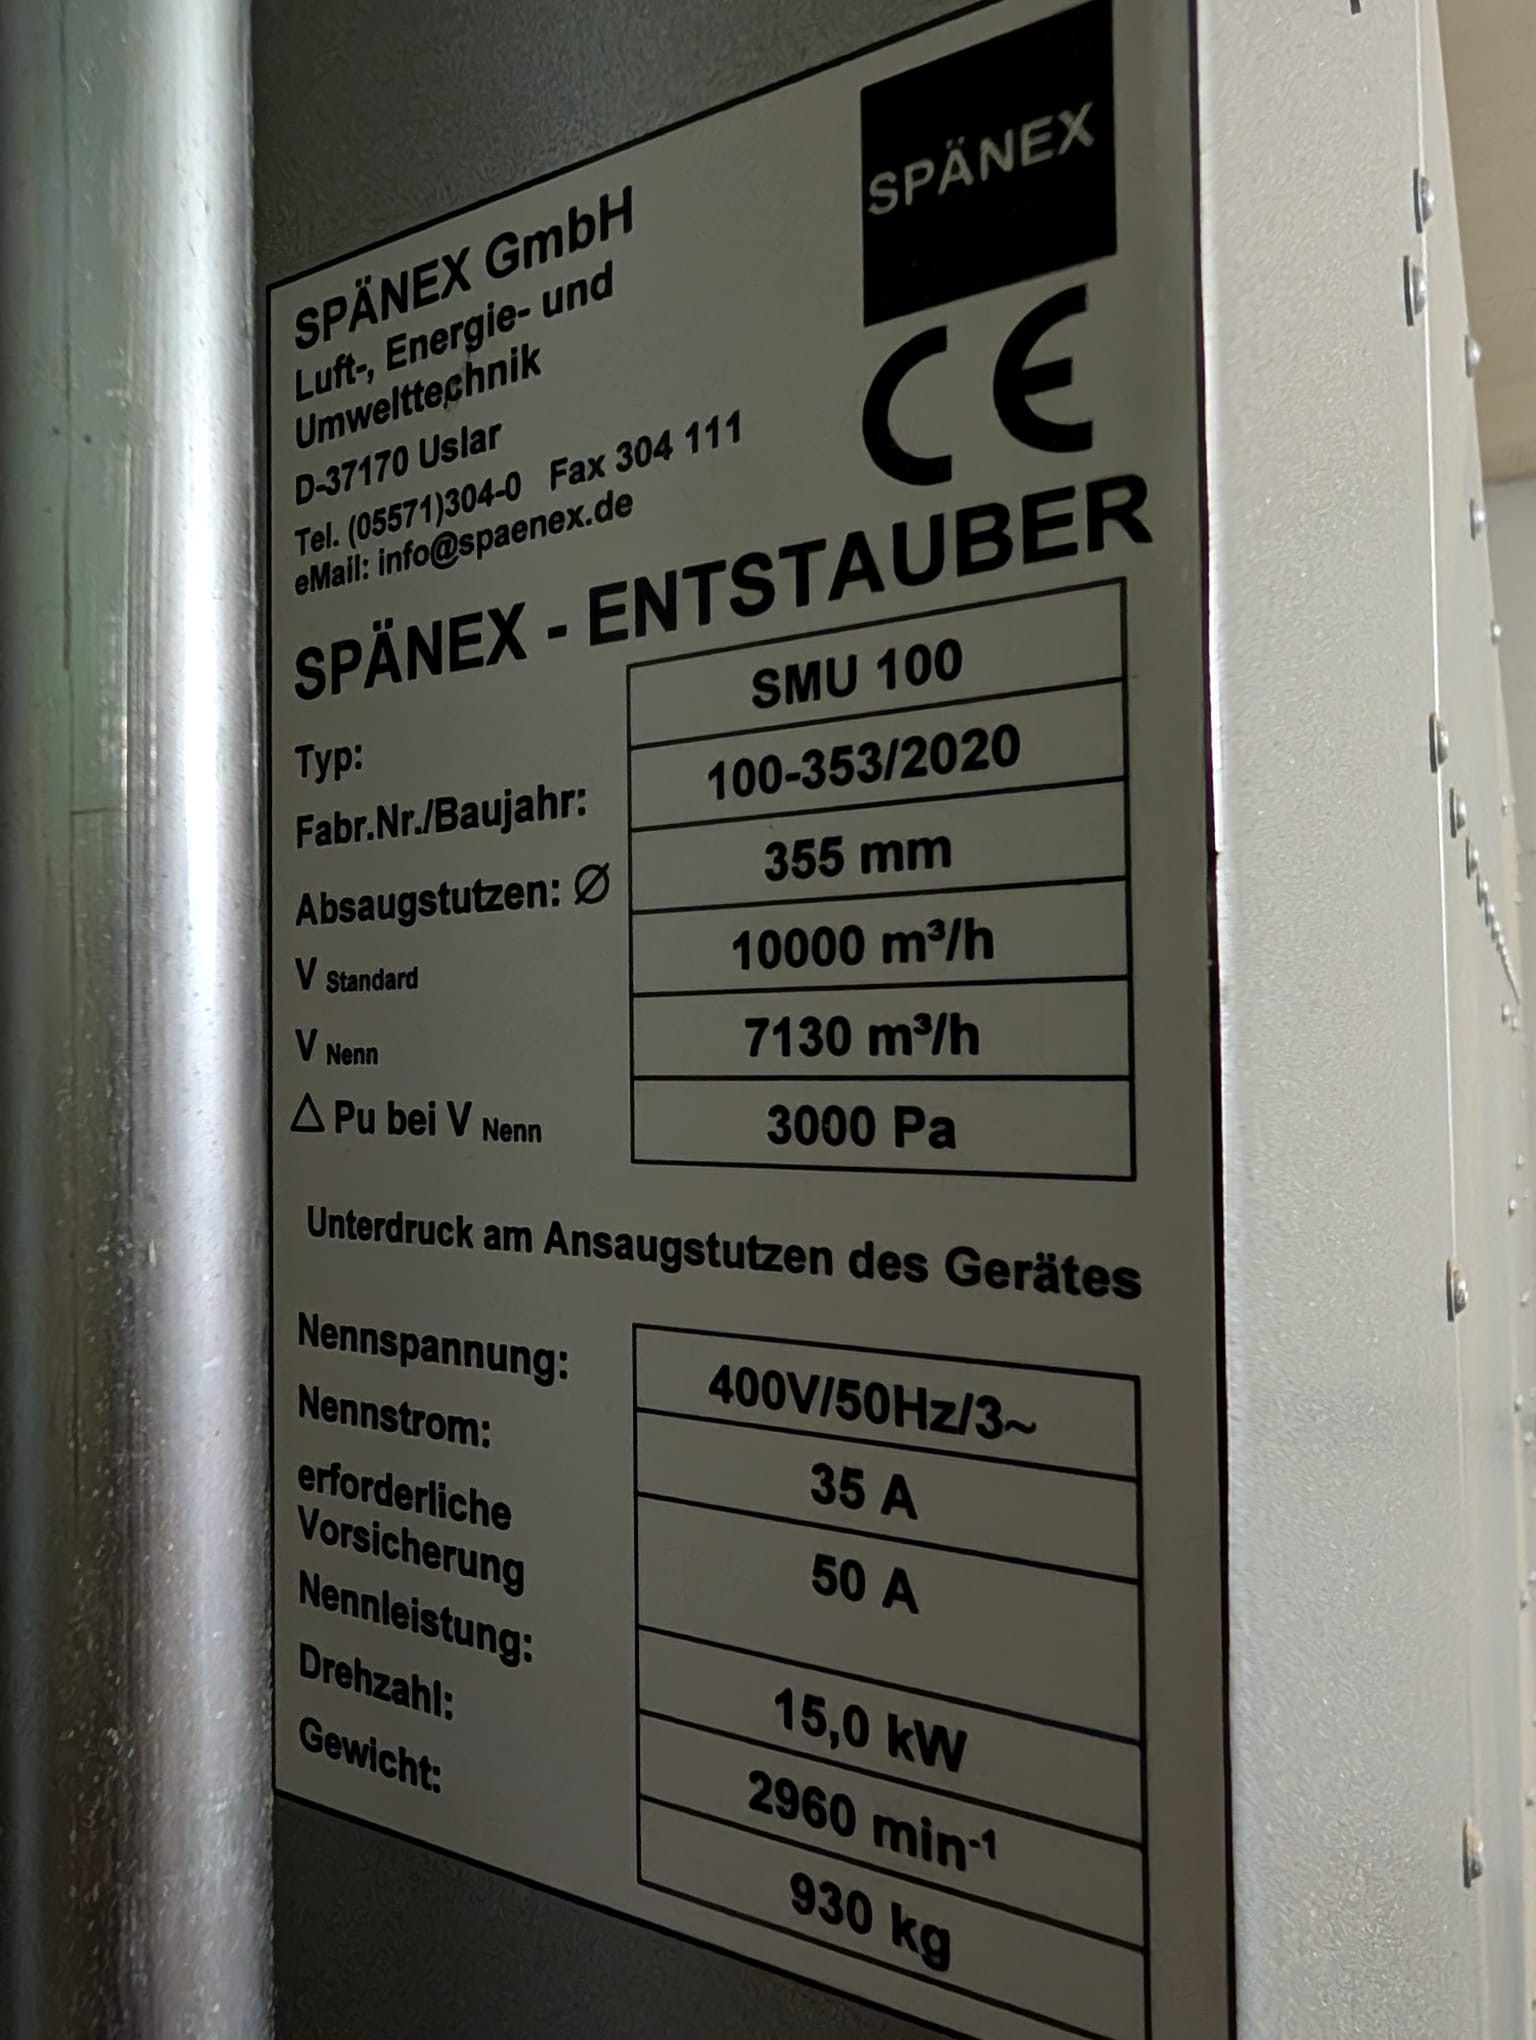 SPÄNEX
SPÄNEX GmbH
Luft-, Energie- und
Umwelttechnik
D-37170 Uslar
Tel. (05571)304-0 Fax 304 111
eMail: info@spaenex.de
CE
SPÄNEX - ENTSTAUBER
Typ: SMU 100
Fabr.Nr./Baujahr: 100-353/2020
Absaugstutzen: Ø 355 mm
V Standard 10000 m³/h
V Nenn 7130 m³/h
Δ Pu bei V Nenn 3000 Pa
Unterdruck am Ansaugstutzen des Gerätes
Nennspannung: 400V/50Hz/3~
Nennstrom: 35 A
erforderliche
Vorsicherung 50 A
Nennleistung: 15,0 kW
Drehzahl: 2960 min⁻¹
Gewicht: 930 kg